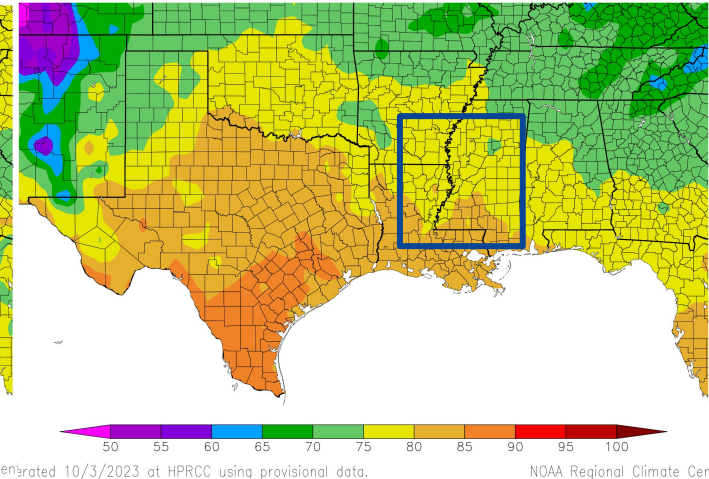 50 55 60 65 70 75 80 85 90 95 100
erated 10/3/2023 at HPRCC using provisional data.
NOAA Regional Climate Cer